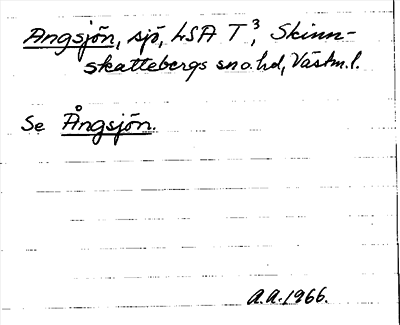 Angsjön, sjö, LSA T³, Skinn-
skattebergs sn o. hd, Västm. l.
Se Ångsjön.
A.A. 1966.